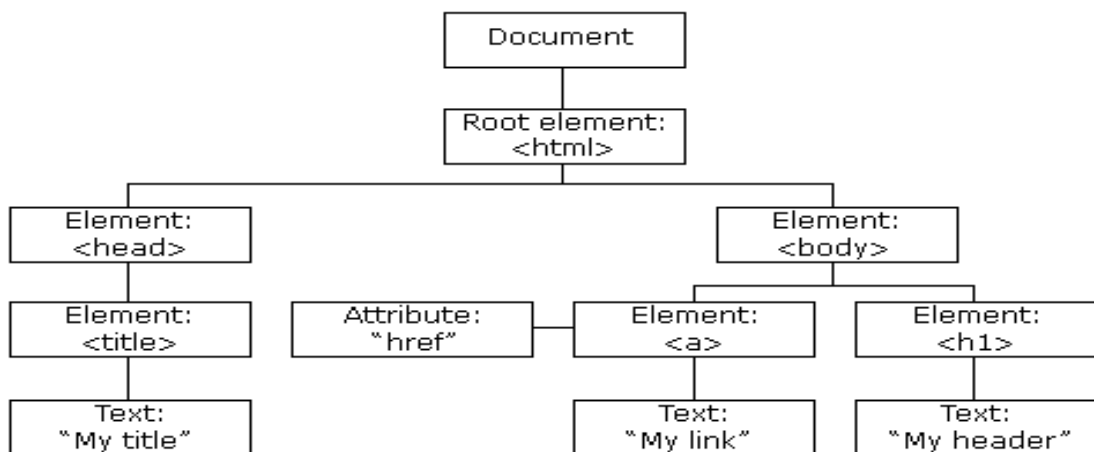 Document
Root element:
<html>
Element:
<head>
Element:
<body>
Element:
<title>
Attribute:
“href”
Element:
<a>
Element:
<h1>
Text:
“My title”
Text:
“My link”
Text:
“My header”